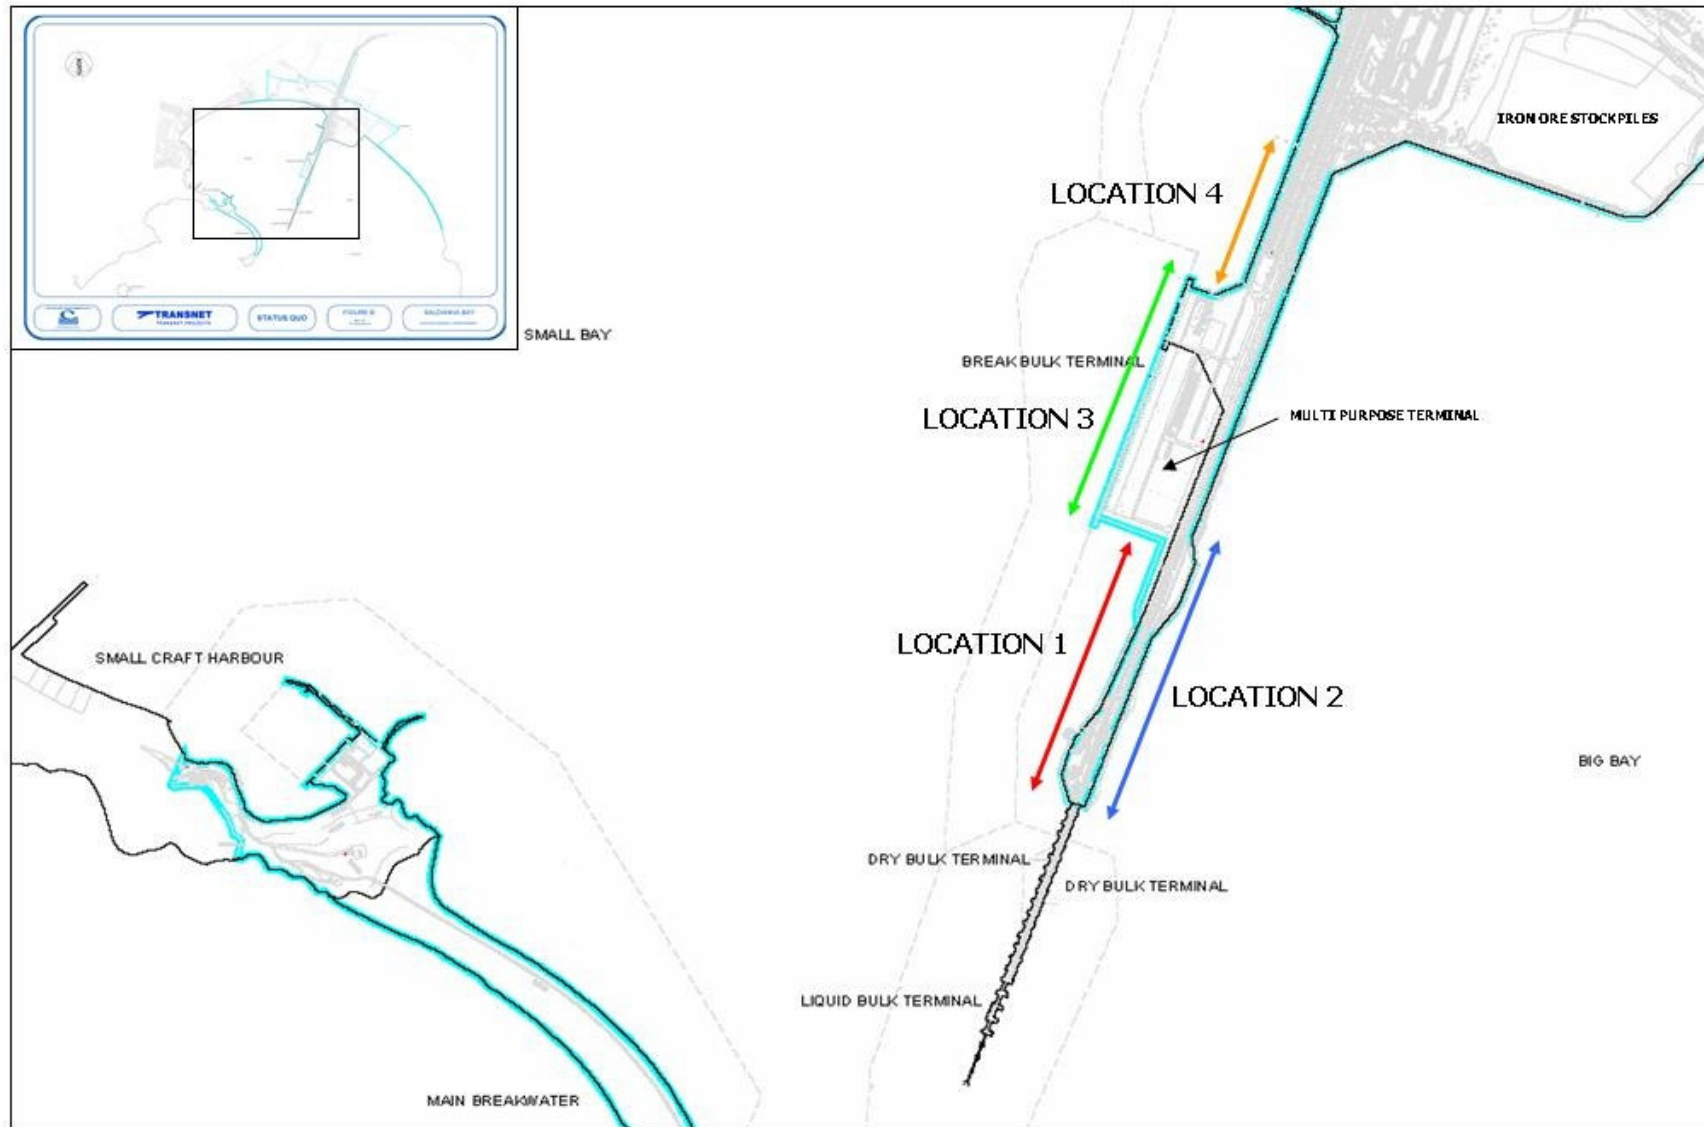 TRANSNET
STATUS QUO
SALDANHA BAY
SMALL BAY
IRON ORE STOCKPILES
LOCATION 4
BREAK BULK TERMINAL
LOCATION 3
MULTI PURPOSE TERMINAL
LOCATION 1
SMALL CRAFT HARBOUR
LOCATION 2
BIG BAY
DRY BULK TERMINAL
DRY BULK TERMINAL
LIQUID BULK TERMINAL
MAIN BREAKWATER